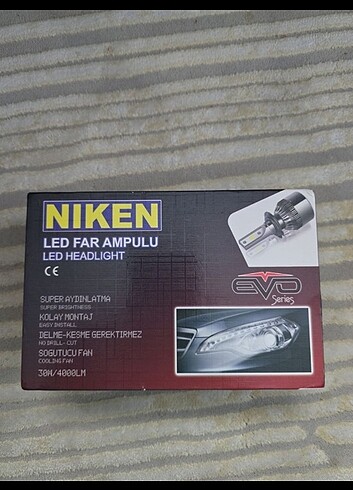 NIKEN
LED FAR AMPULU
LED HEADLIGHT
CE
EVO
Series
SUPER AYDINLATMA
SUPER BRIGHTNESS
KOLAY MONTAJ
EASY INSTALL
DELME-KESME GEREKTIRMEZ
NO DRILL- CUT
SOGUTUCU FAN
COOLING FAN
30W/4000LM